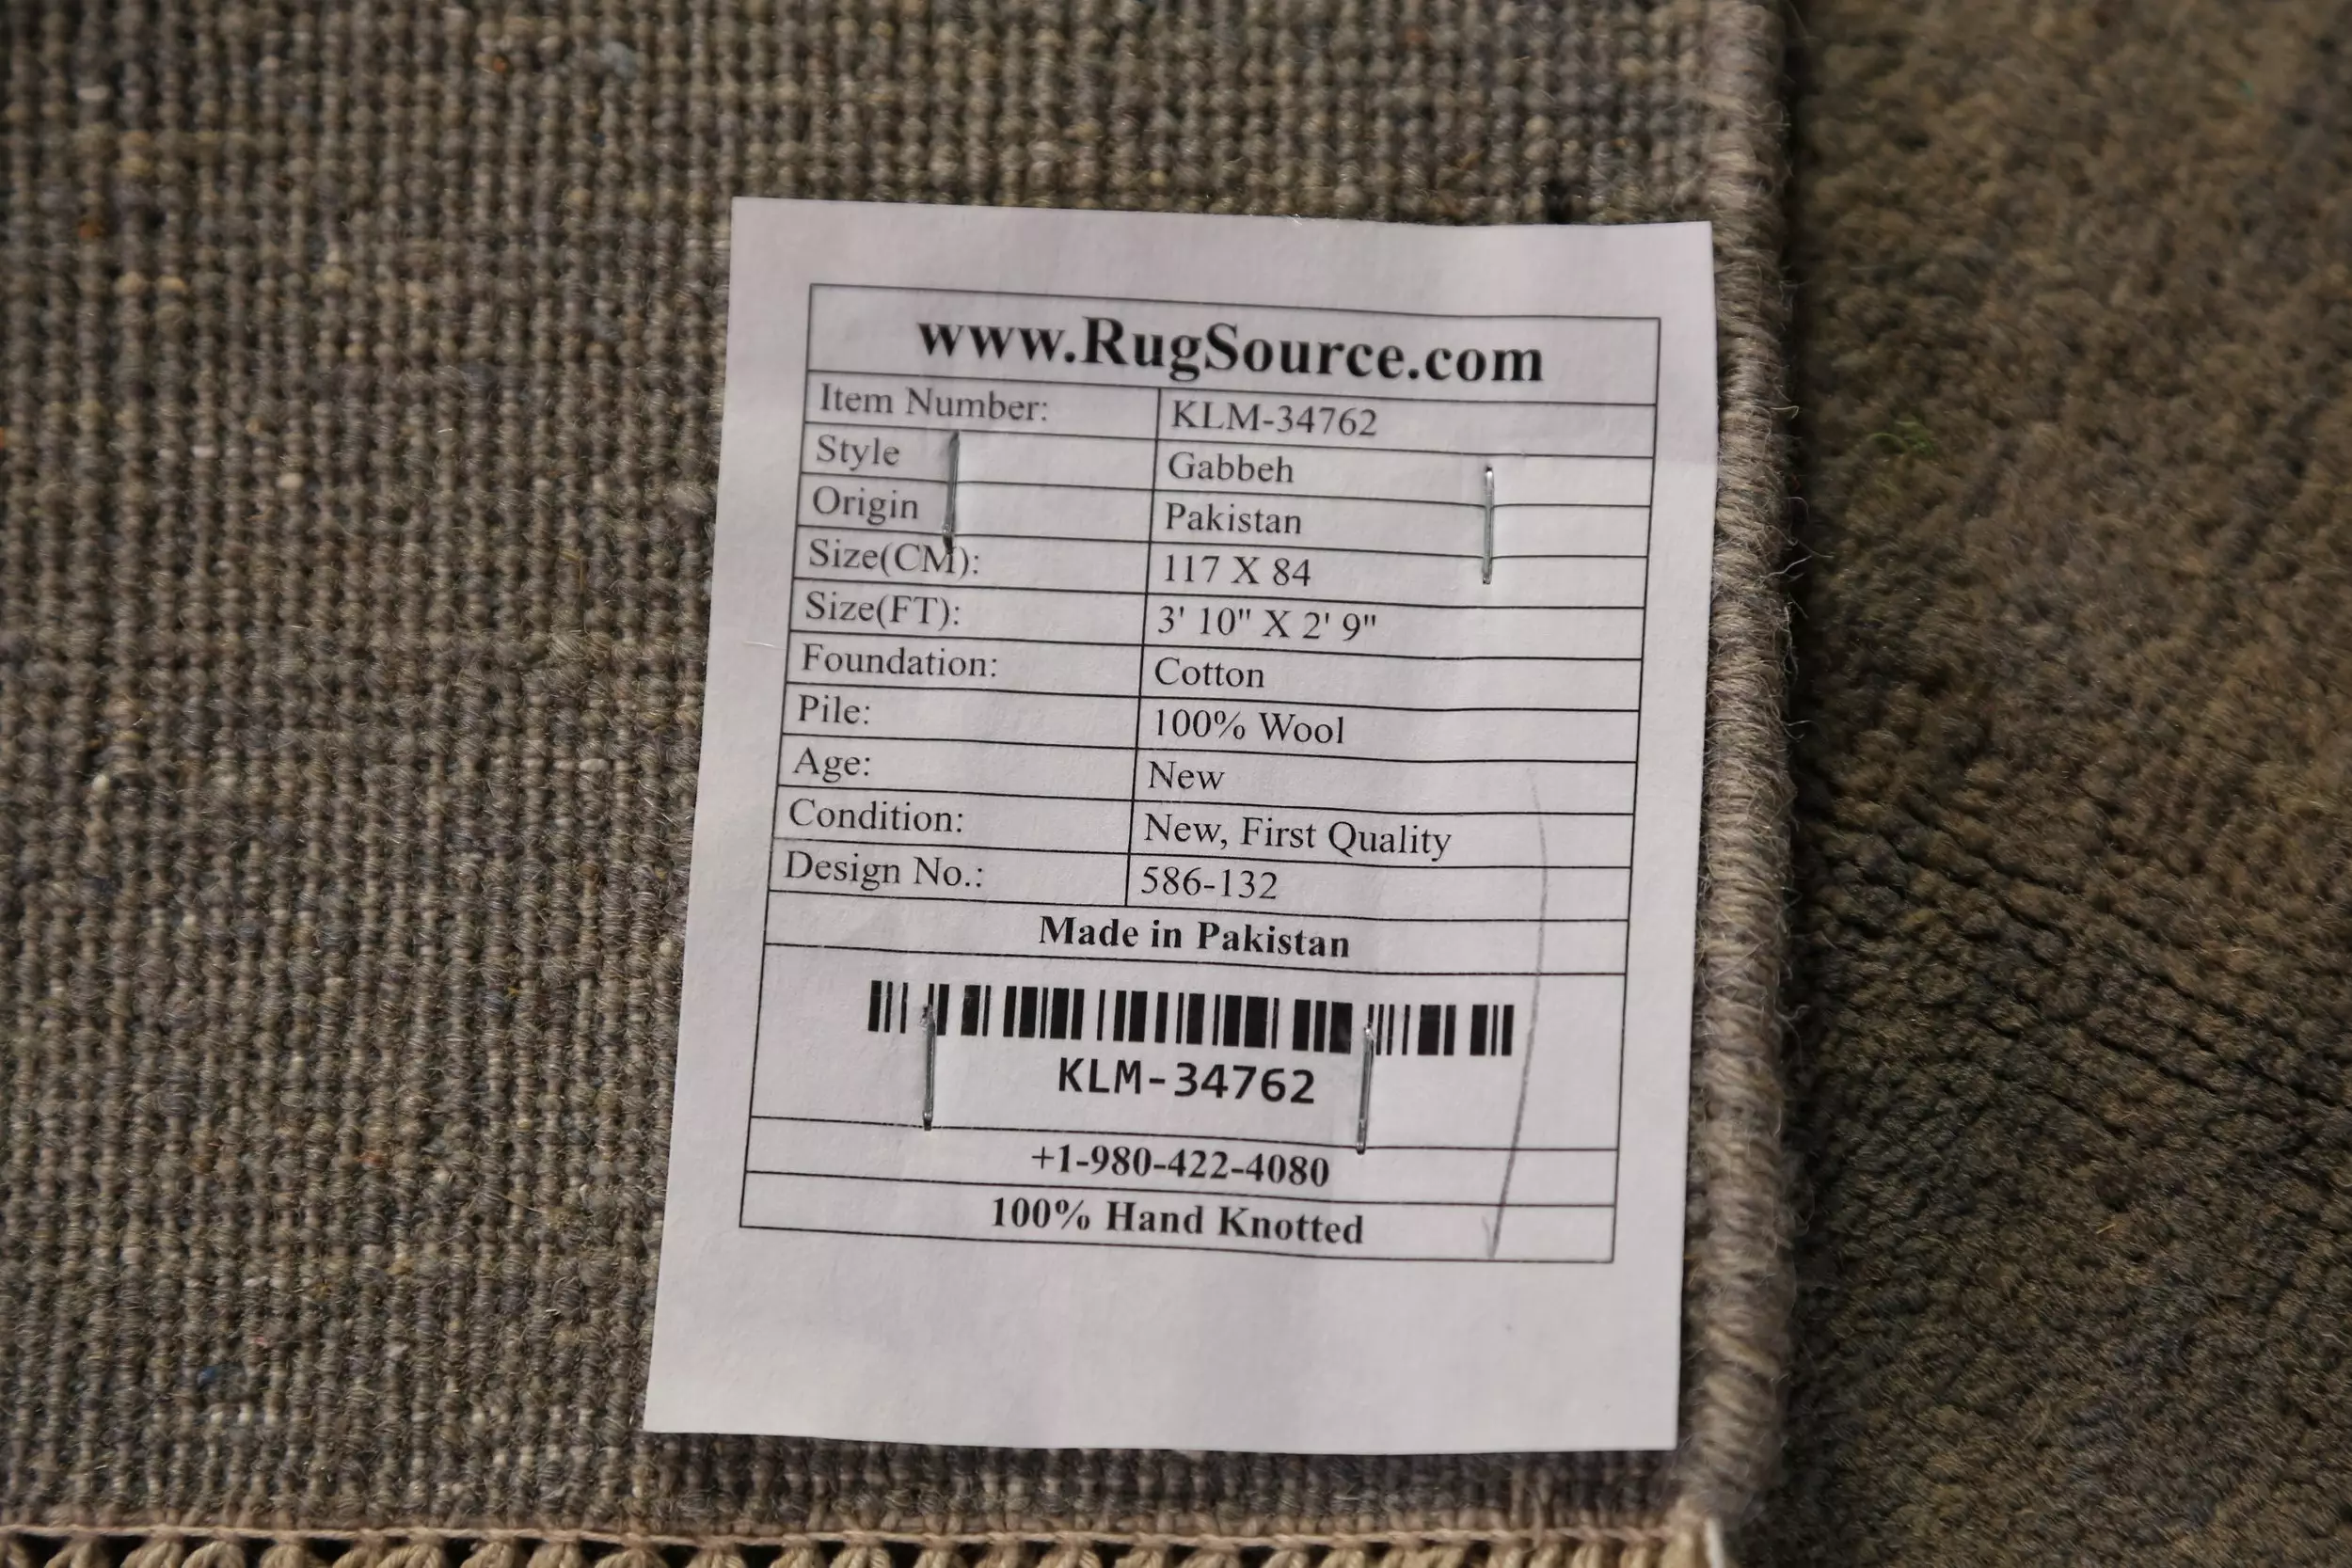 www.RugSource.com
Item Number: KLM-34762
Style Gabbeh
Origin Pakistan
Size(CM): 117 X 84
Size(FT): 3' 10" X 2' 9"
Foundation: Cotton
Pile: 100% Wool
Age: New
Condition: New, First Quality
Design No.: 586-132
Made in Pakistan
KLM-34762
+1-980-422-4080
100% Hand Knotted